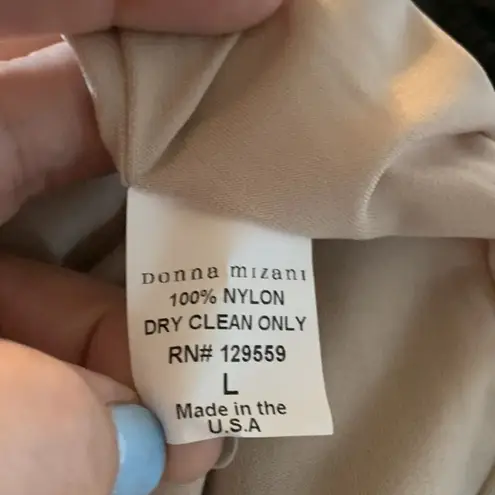 Donna mizani
100% NYLON
DRY CLEAN ONLY
RN# 129559
L
Made in the
U.S.A